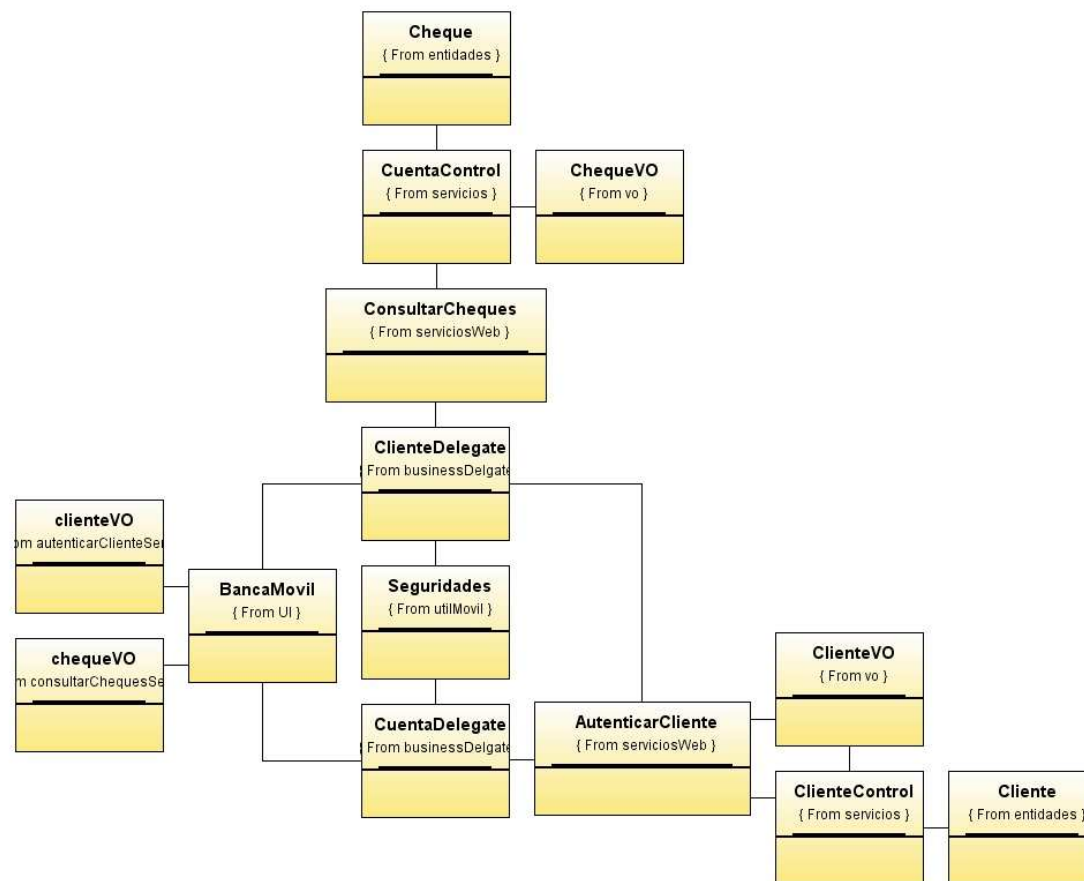 Cheque
{ From entidades }
CuentaControl
{ From servicios }
ChequeVO
{ From vo }
ConsultarCheques
{ From serviciosWeb }
ClienteDelegate
{ From businessDelgate
clienteVO
om autenticarClienteSer
BancaMovil
{ From UI }
Seguridades
{ From utilMovil }
chequeVO
m consultarChequesSe
ClienteVO
{ From vo }
CuentaDelegate
{ From businessDelgate
AutenticarCliente
{ From serviciosWeb }
ClienteControl
{ From servicios }
Cliente
{ From entidades }